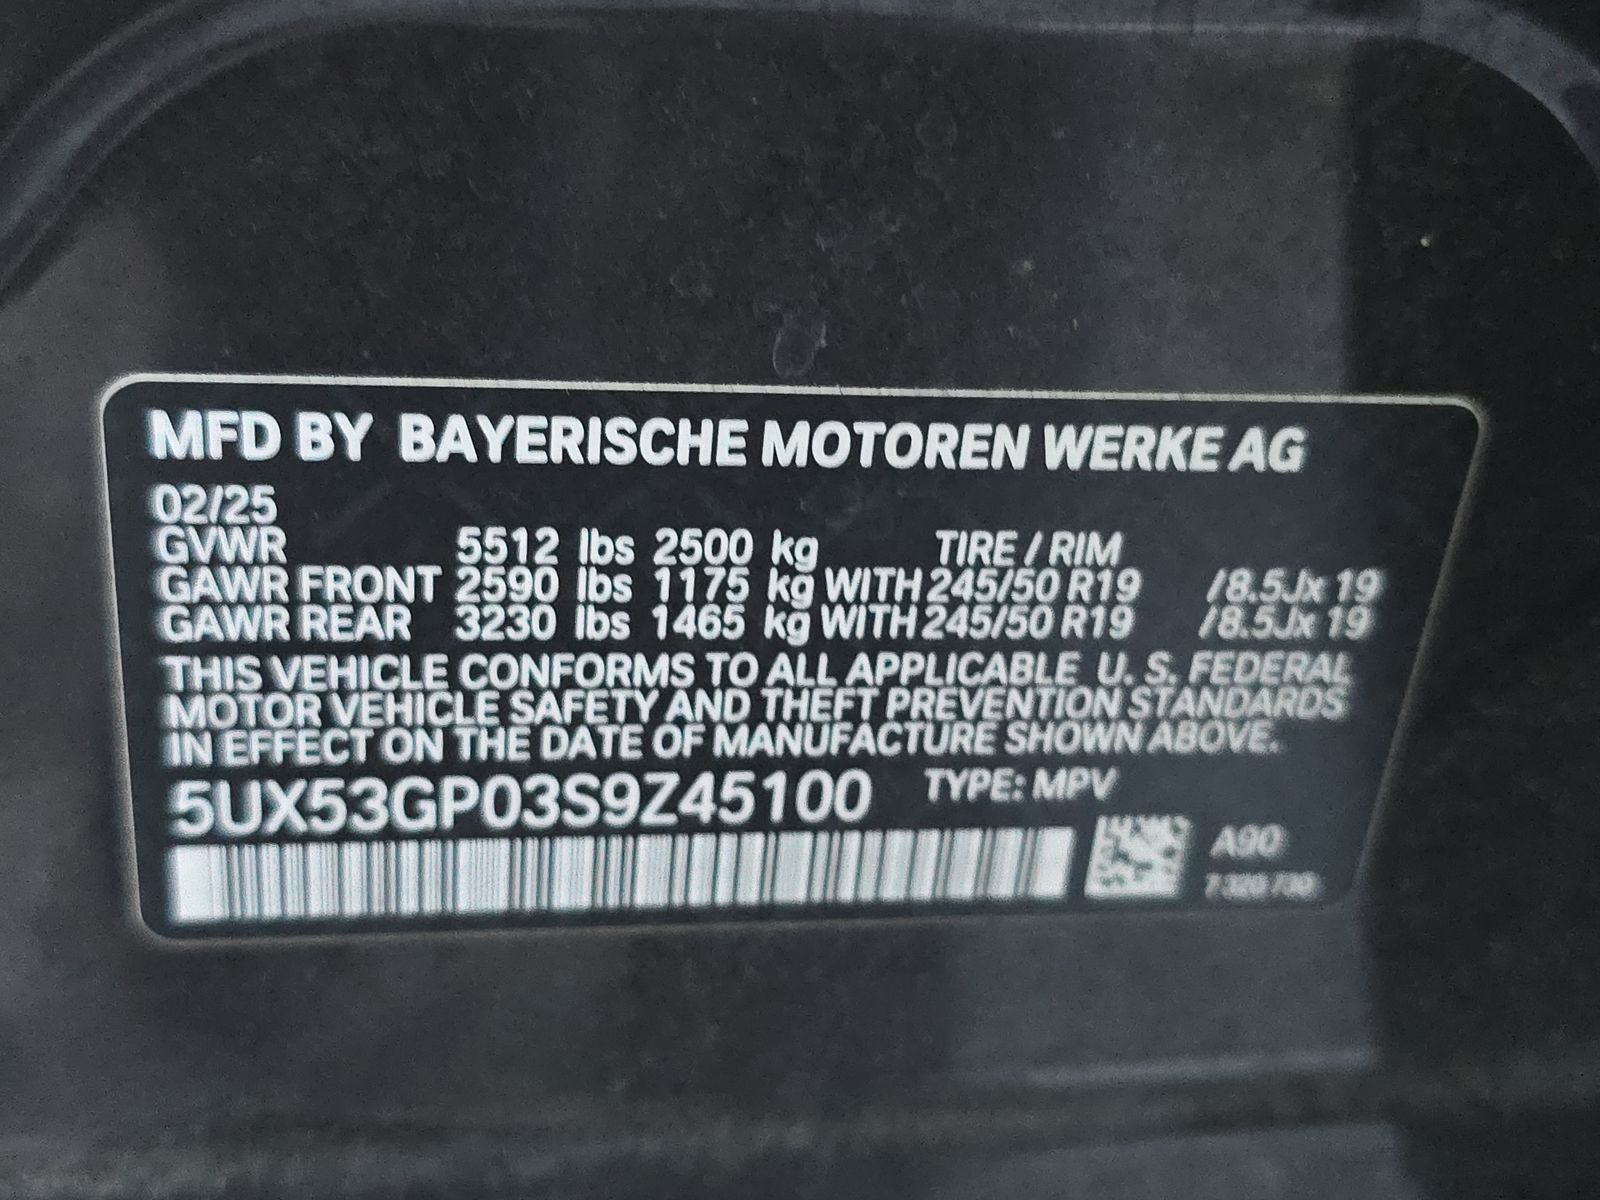 MFD BY BAYERISCHE MOTOREN WERKE AG
02/25
GVWR 5512 lbs 2500 kg TIRE / RIM
GAWR FRONT 2590 lbs 1175 kg WITH 245/50 R19 /8.5Jx 19
GAWR REAR 3230 lbs 1465 kg WITH 245/50 R19 /8.5Jx 19
THIS VEHICLE CONFORMS TO ALL APPLICABLE U. S. FEDERAL
MOTOR VEHICLE SAFETY AND THEFT PREVENTION STANDARDS
IN EFFECT ON THE DATE OF MANUFACTURE SHOWN ABOVE.
5UX53GP03S9Z45100 TYPE: MPV
A90